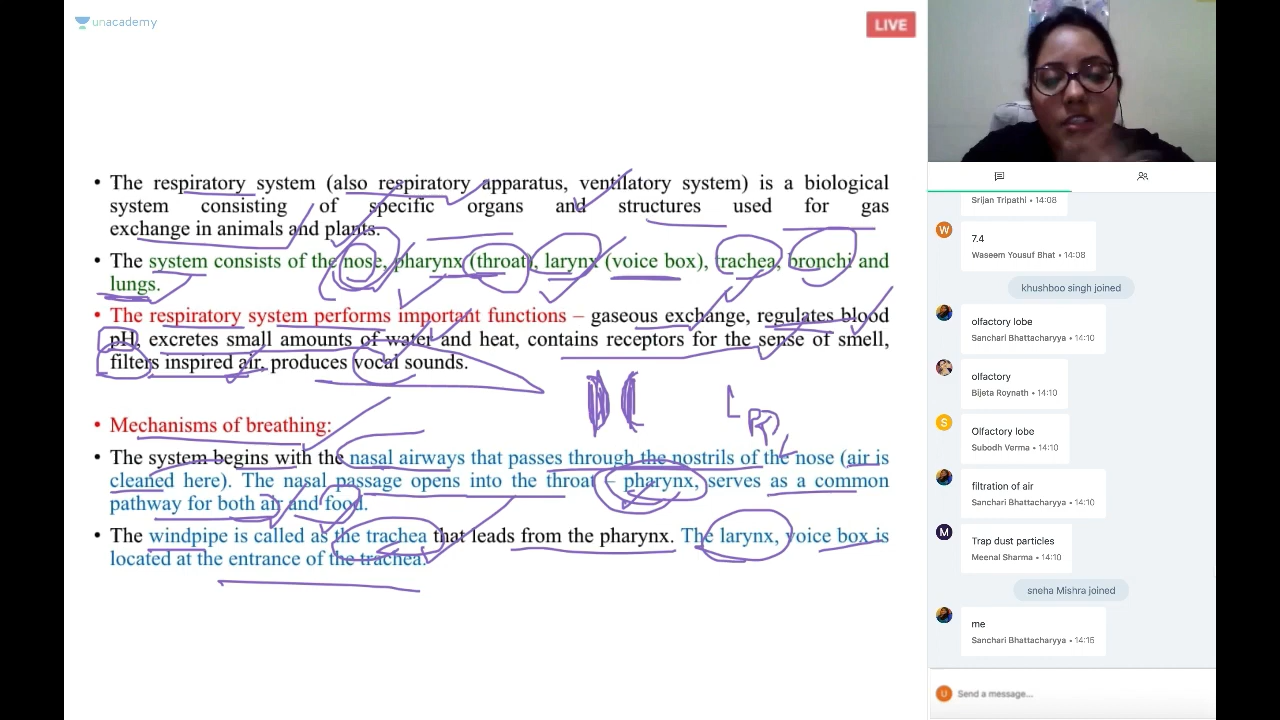 unacademy
LIVE
• The respiratory system (also respiratory apparatus, ventilatory system) is a biological
system consisting of specific organs and structures used for gas
exchange in animals and plants.
• The system consists of the nose, pharynx (throat), larynx (voice box), trachea, bronchi and
lungs.
• The respiratory system performs important functions – gaseous exchange, regulates blood
pH, excretes small amounts of water and heat, contains receptors for the sense of smell,
filters inspired air, produces vocal sounds.
• Mechanisms of breathing:
• The system begins with the nasal airways that passes through the nostrils of the nose (air is
cleaned here). The nasal passage opens into the throat – pharynx, serves as a common
pathway for both air and food.
• The windpipe is called as the trachea that leads from the pharynx. The larynx, voice box is
located at the entrance of the trachea.
Srijan Tripathi • 14:08
W
7.4
Waseem Yousuf Bhat • 14:08
khushboo singh joined
olfactory lobe
Sanchari Bhattacharyya • 14:10
olfactory
Bijeta Roynath • 14:10
S
Olfactory lobe
Subodh Verma • 14:10
filtration of air
Sanchari Bhattacharyya • 14:10
M
Trap dust particles
Meenal Sharma • 14:10
sneha Mishra joined
me
Sanchari Bhattacharyya • 14:15
U
Send a message...